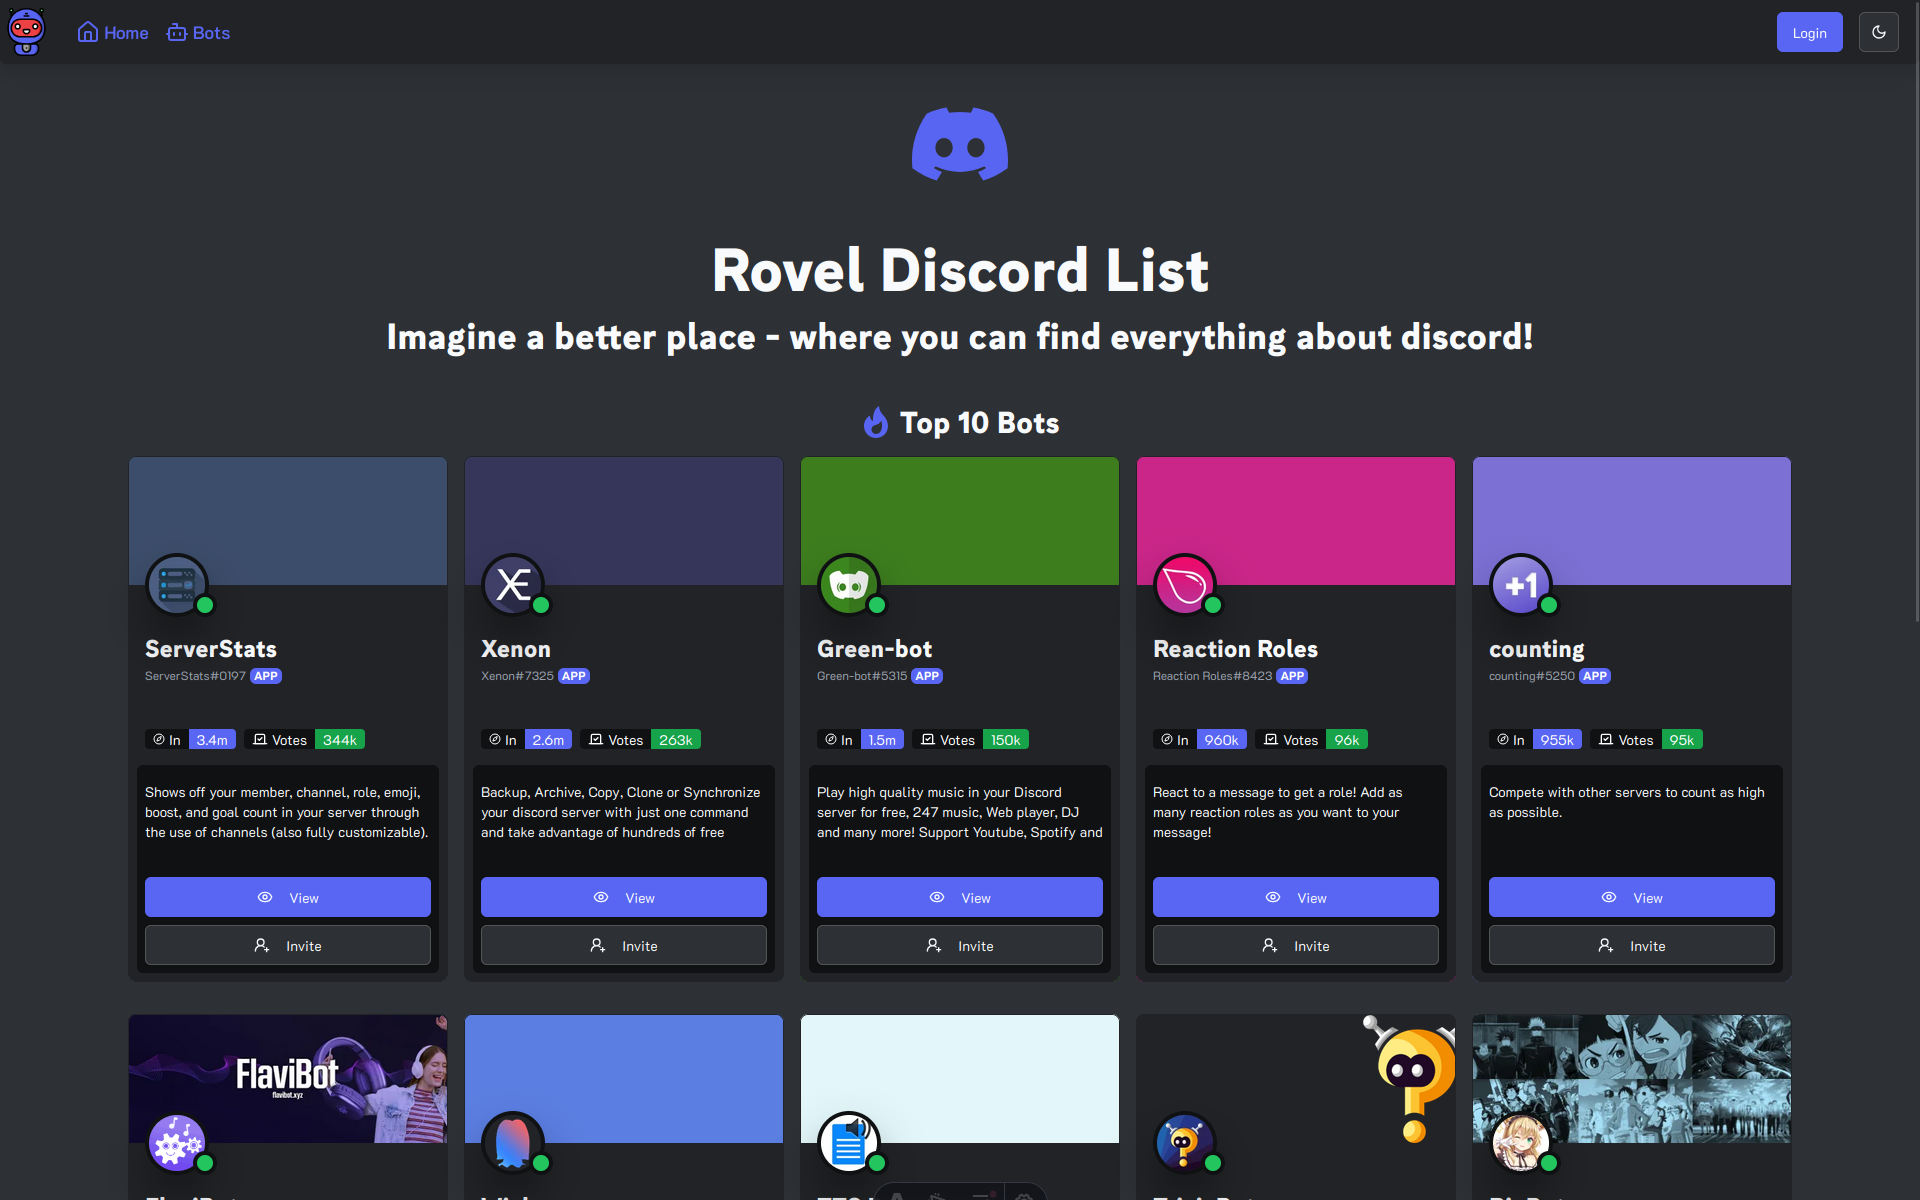 Home Bots Login
Rovel Discord List
Imagine a better place - where you can find everything about discord!
Top 10 Bots
ServerStats
ServerStats#0197 APP
In 3.4m Votes 344k
Shows off your member, channel, role, emoji,
boost, and goal count in your server through
the use of channels (also fully customizable).
View
Invite
Xenon
Xenon#7325 APP
In 2.6m Votes 263k
Backup, Archive, Copy, Clone or Synchronize
your discord server with just one command
and take advantage of hundreds of free
View
Invite
Green-bot
Green-bot#5315 APP
In 1.5m Votes 150k
Play high quality music in your Discord
server for free, 247 music, Web player, DJ
and many more! Support Youtube, Spotify and
View
Invite
Reaction Roles
Reaction Roles#8423 APP
In 960k Votes 96k
React to a message to get a role! Add as
many reaction roles as you want to your
message!
View
Invite
+1
counting
counting#5250 APP
In 955k Votes 95k
Compete with other servers to count as high
as possible.
View
Invite
FlaviBot
flavibot.xyz